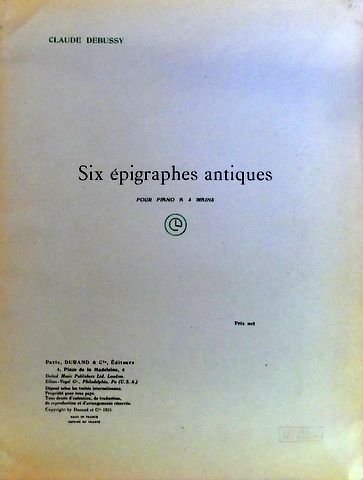 CLAUDE DEBUSSY
Six épigraphes antiques
POUR PIANO A 4 MAINS
Prix net
Paris, DURAND & Cie, Éditeurs
4, Place de la Madeleine, 4
United Music Publishers Ltd. Londres.
Elkan-Vogel Co, Philadelphia, Pa (U.S.A.)
Déposé selon les traités internationaux.
Propriété pour tous pays.
Tous droits d'exécution, de traduction,
de reproduction et d'arrangements réservés.
Copyright by Durand et Cie 1915.
MADE IN FRANCE
IMPRIMÉ EN FRANCE